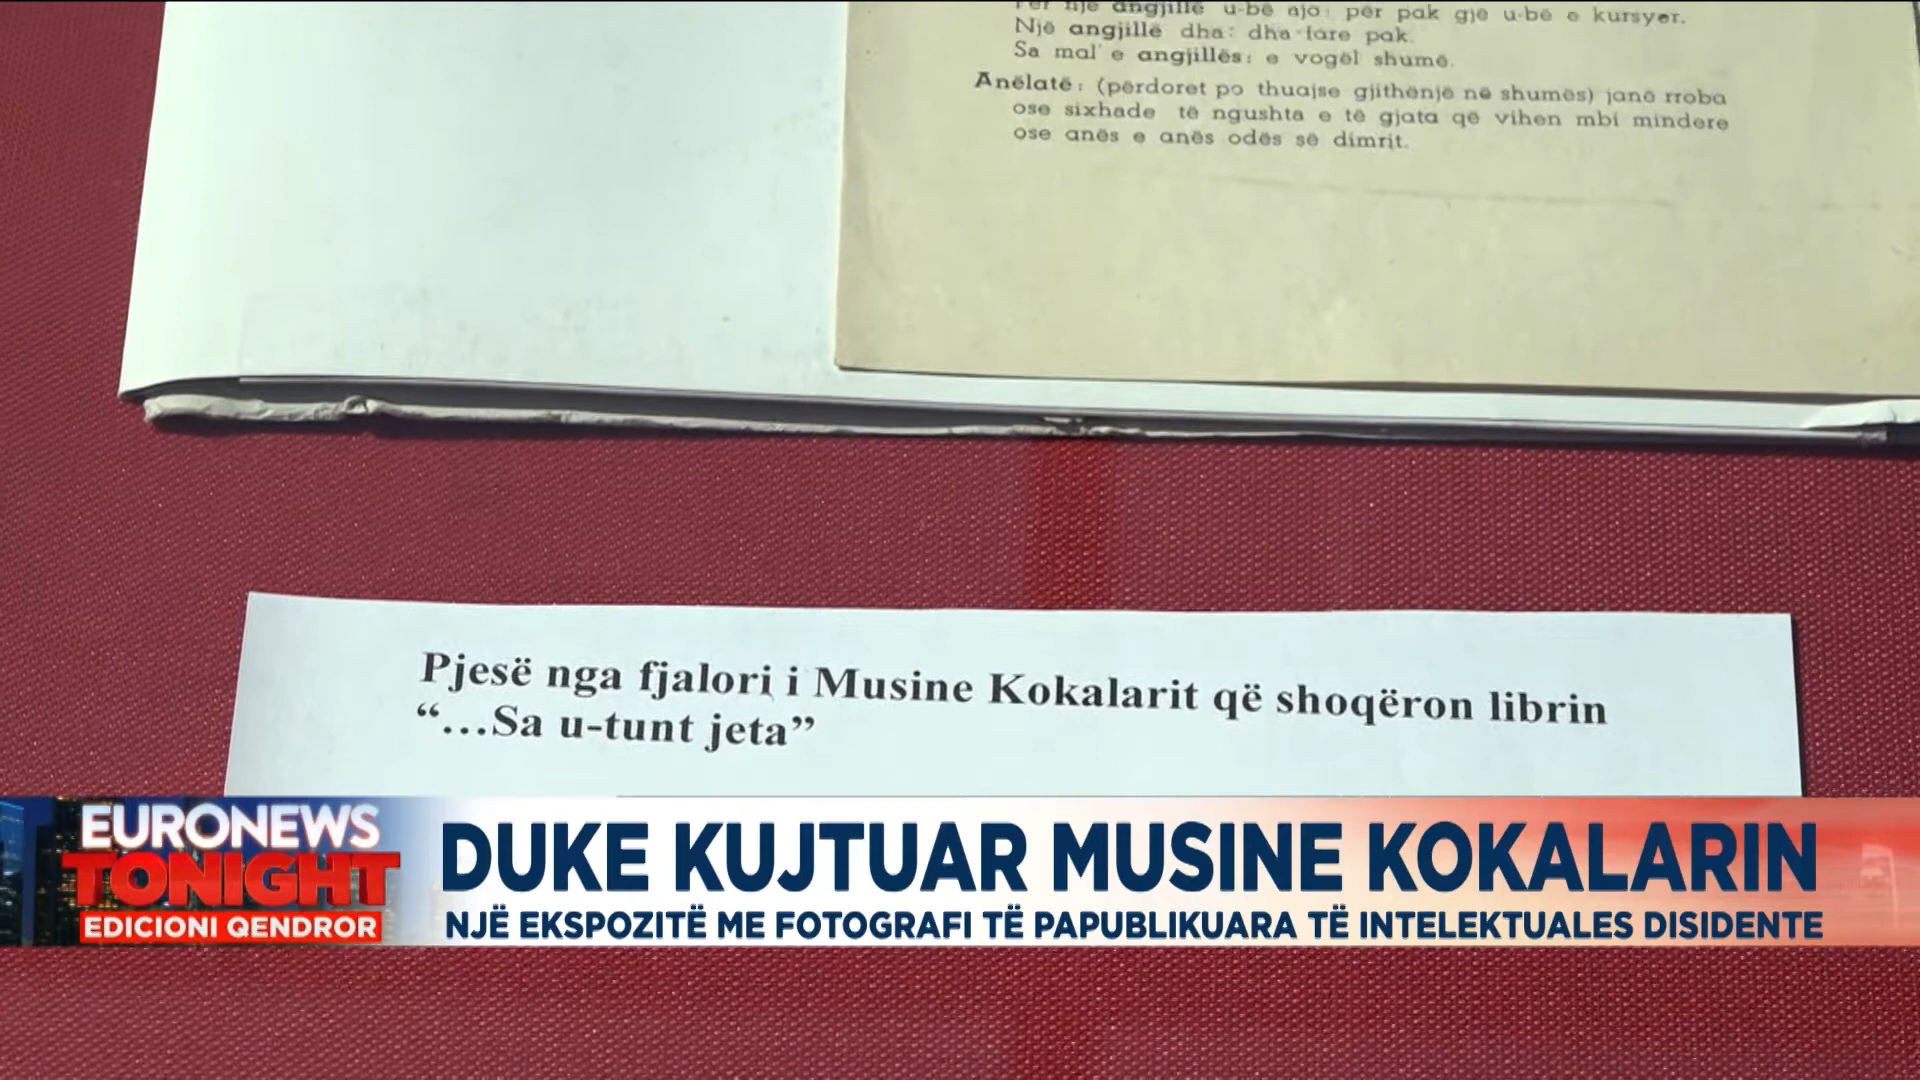 Për një angjillë u-bë ajo: për pak gjë u-bë e kursyer.
Një angjillë dha: dha fare pak.
Sa mal' e angjillës: e vogël shumë.
Anëlatë: (përdoret po thuajse gjithënjë në shumës) janë rroba
ose sixhade të ngushta e të gjata që vihen mbi mindere
ose anës e anës odës së dimrit.
Pjesë nga fjalori i Musine Kokalarit që shoqëron librin
“...Sa u-tunt jeta”
EURONEWS
TONIGHT
EDICIONI QENDROR
DUKE KUJTUAR MUSINE KOKALARIN
NJË EKSPOZITË ME FOTOGRAFI TË PAPUBLIKUARA TË INTELEKTUALES DISIDENTE